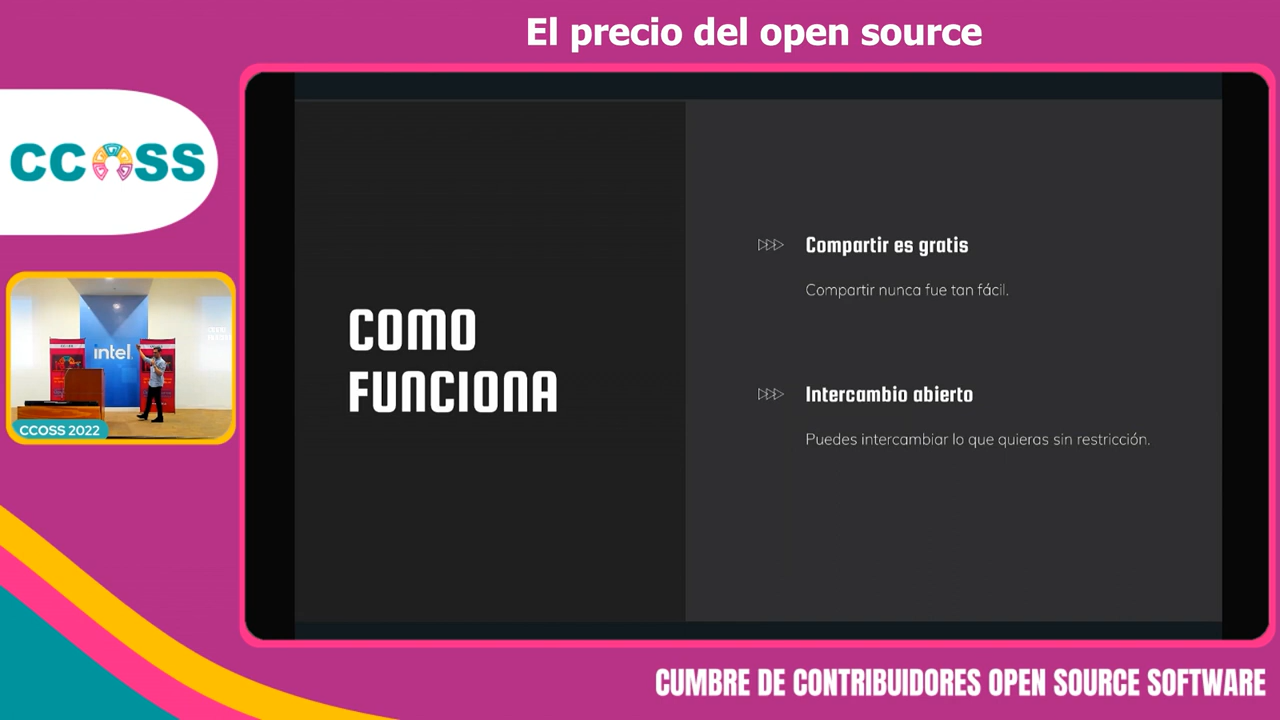 El precio del open source
CCOSS
intel.
CCOSS 2022
COMO
FUNCIONA
Compartir es gratis
Compartir nunca fue tan fácil.
Intercambio abierto
Puedes intercambiar lo que quieras sin restricción.
CUMBRE DE CONTRIBUIDORES OPEN SOURCE SOFTWARE